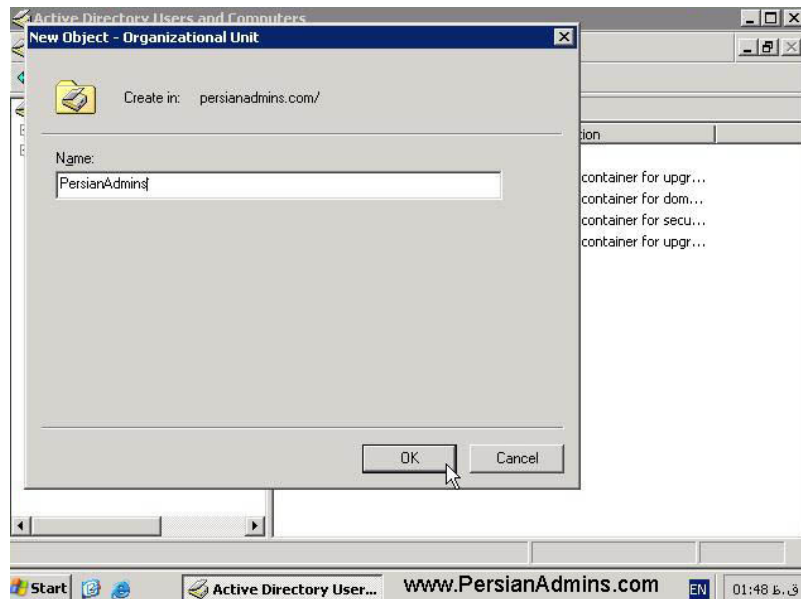 Active Directory Users and Computers
New Object - Organizational Unit
Create in: persianadmins.com/
Name:
PersianAdmins
OK
Cancel
tion
container for upgr...
container for dom...
container for secu...
container for upgr...
Start
Active Directory User...
www.PersianAdmins.com
EN
01:48 ق.ظ